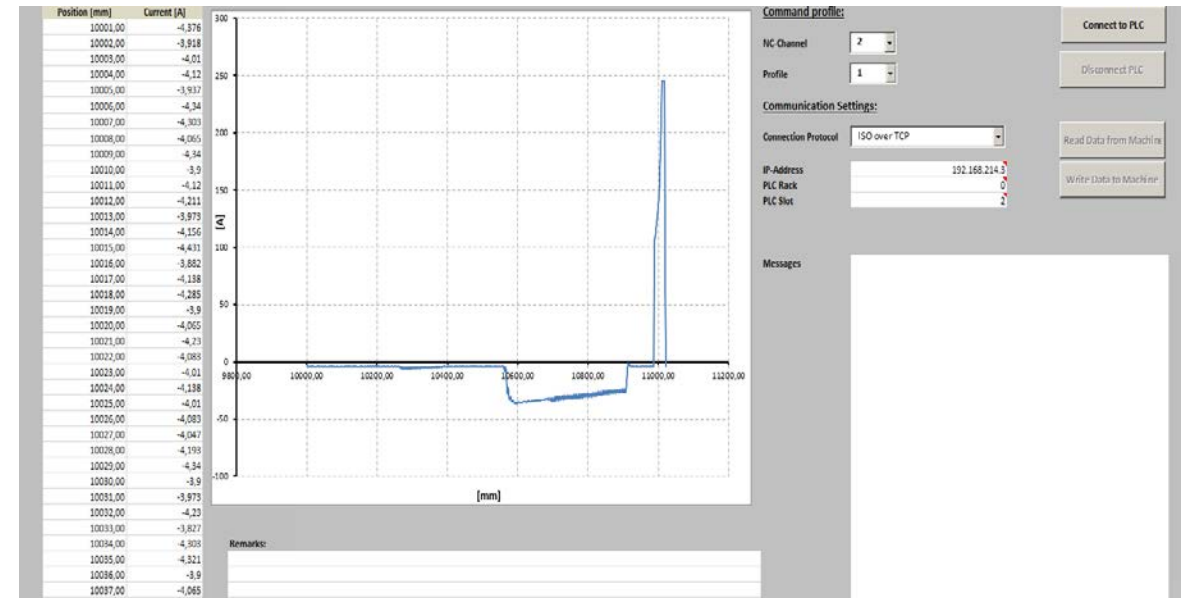 Position [mm] Current [A]
10001,00 -4,376
10002,00 -3,918
10003,00 -4,01
10004,00 -4,12
10005,00 -3,937
10006,00 -4,34
10007,00 -4,303
10008,00 -4,065
10009,00 -4,34
10010,00 -3,9
10011,00 -4,12
10012,00 -4,211
10013,00 -3,973
10014,00 -4,156
10015,00 -4,431
10016,00 -3,882
10017,00 -4,138
10018,00 -4,285
10019,00 -3,9
10020,00 -4,065
10021,00 -4,23
10022,00 -4,083
10023,00 -4,01
10024,00 -4,138
10025,00 -4,01
10026,00 -4,083
10027,00 -4,047
10028,00 -4,193
10029,00 -4,34
10030,00 -3,9
10031,00 -3,973
10032,00 -4,23
10033,00 -3,827
10034,00 -4,303
10035,00 -4,321
10036,00 -3,9
10037,00 -4,065
300
250
200
150
100
50
0
-50
-100
[A]
9800,00 10000,00 10200,00 10400,00 10600,00 10800,00 11000,00 11200,00
[mm]
Remarks:
Command profile:
NC-Channel 2
Profile 1
Communication Settings:
Connection Protocol ISO over TCP
IP-Address 192.168.214.3
PLC Rack 0
PLC Slot 2
Messages
Connect to PLC
Disconnect PLC
Read Data from Machine
Write Data to Machine